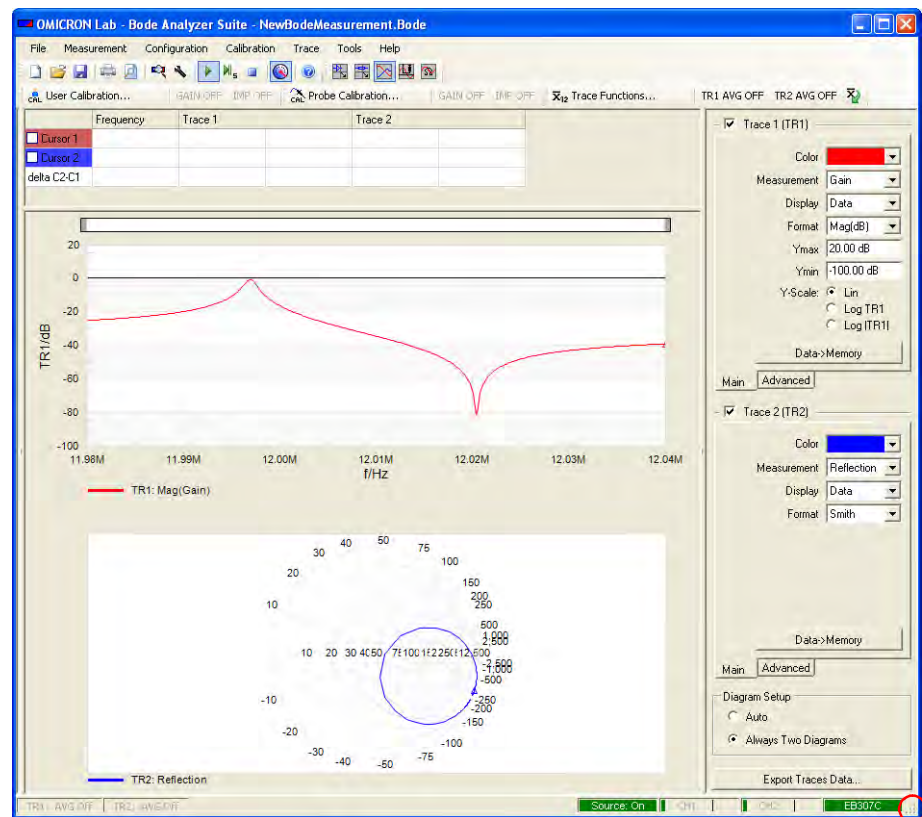 OMICRON Lab - Bode Analyzer Suite - NewBodeMeasurement.Bode
File Measurement Configuration Calibration Trace Tools Help
CAL User Calibration... GAIN OFF IMP OFF CAL Probe Calibration... GAIN OFF IMP OFF X12 Trace Functions... TR1 AVG OFF TR2 AVG OFF
Frequency Trace 1 Trace 2
Cursor 1
Cursor 2
delta C2-C1
TR1/dB
20
0
-20
-40
-60
-80
-100
11.98M 11.99M 12.00M 12.01M 12.02M 12.03M 12.04M
f/Hz
TR1: Mag(Gain)
50
40
75
30
100
20
150
200
10
250
500
1,000
2,500
10 20 30
-2,500
-1,000
-500
-10
-250
-200
-150
-20
-100
-30
-75
-40
-50
TR2: Reflection
Trace 1 (TR1)
Color
Measurement Gain
Display Data
Format Mag(dB)
Ymax 20.00 dB
Ymin -100.00 dB
Y-Scale: Lin
Log TR1
Log |TR1|
Data->Memory
Main Advanced
Trace 2 (TR2)
Color
Measurement Reflection
Display Data
Format Smith
Data->Memory
Main Advanced
Diagram Setup
Auto
Always Two Diagrams
Export Traces Data...
TR1: AVG Off TR2: AVG Off Source: On CH1 CH2 EB307C